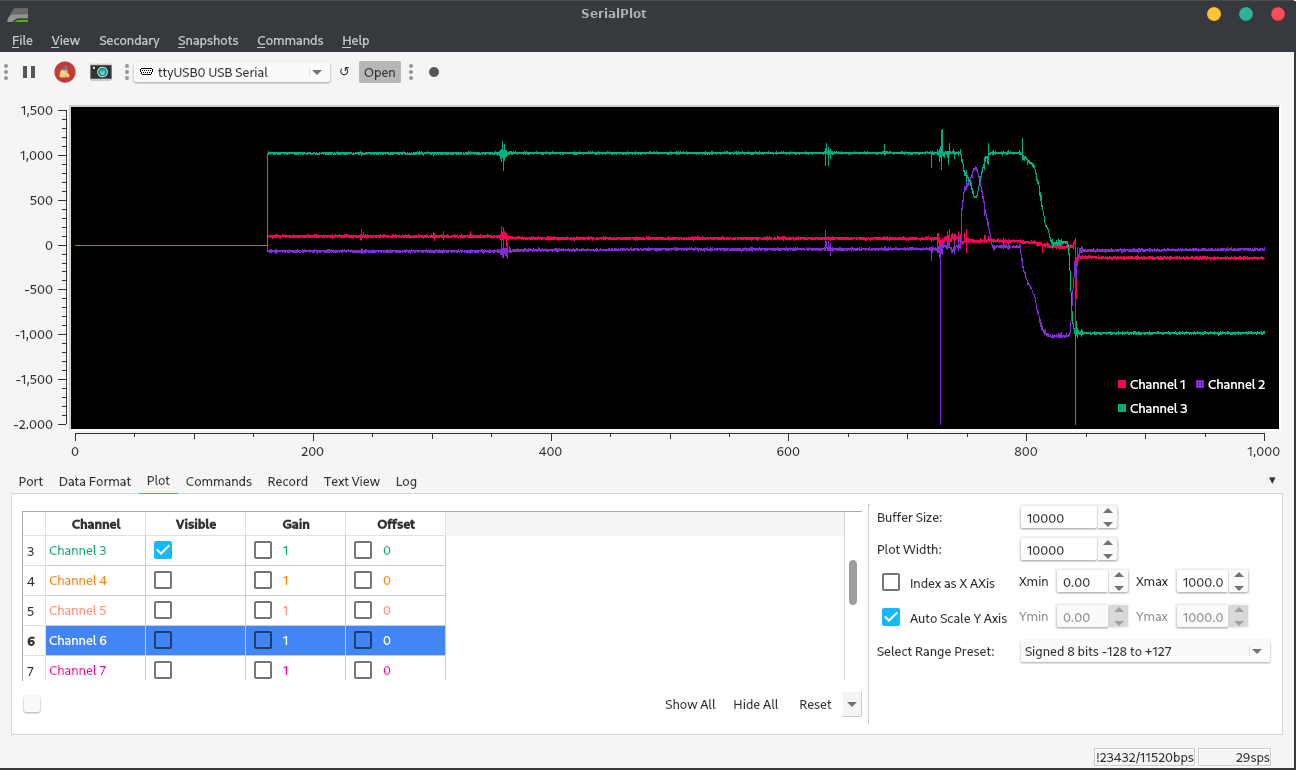 SerialPlot
File View Secondary Snapshots Commands Help
ttyUSB0 USB Serial Open
1,500
1,000
500
0
-500
-1,000
-1,500
-2.000
Channel 1 Channel 2
Channel 3
0 200 400 600 800 1,000
Port Data Format Plot Commands Record Text View Log
Channel Visible Gain Offset
3 Channel 3 1 0
4 Channel 4 1 0
5 Channel 5 1 0
6 Channel 6 1 0
7 Channel 7 1 0
Show All Hide All Reset
Buffer Size: 10000
Plot Width: 10000
Index as X AXis Xmin 0.00 Xmax 1000.0
Auto Scale Y Axis Ymin 0.00 Ymax 1000.0
Select Range Preset: Signed 8 bits -128 to +127
!23432/11520bps 29sps